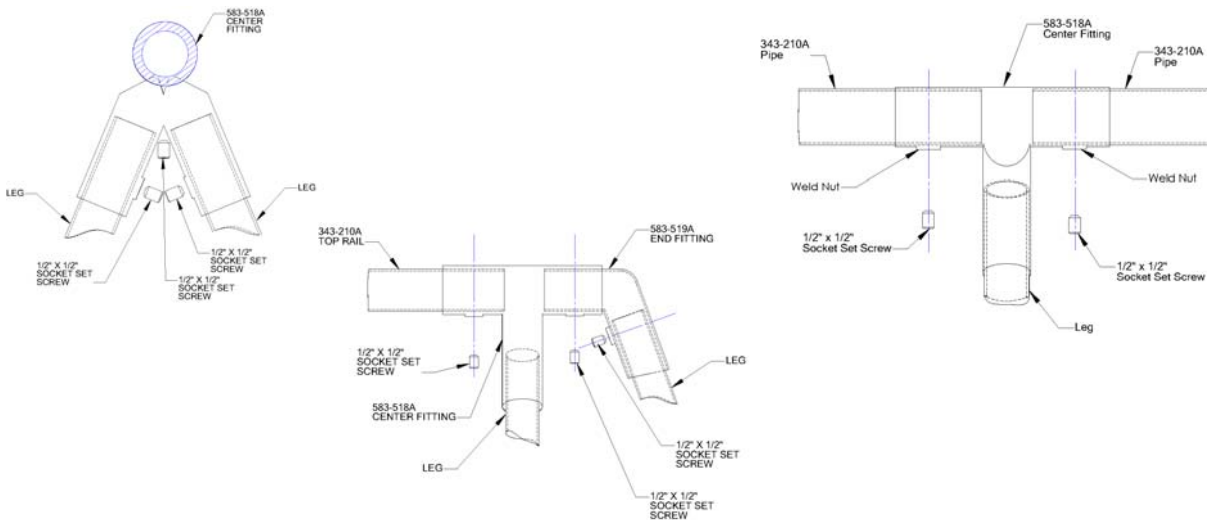 583-518A
CENTER
FITTING
LEG
LEG
1/2" X 1/2"
SOCKET SET
SCREW
1/2" X 1/2"
SOCKET SET
SCREW
1/2" X 1/2"
SOCKET SET
SCREW
343-210A
TOP RAIL
583-519A
END FITTING
1/2" X 1/2"
SOCKET SET
SCREW
LEG
583-518A
CENTER FITTING
LEG
1/2" X 1/2"
SOCKET SET
SCREW
1/2" X 1/2"
SOCKET SET
SCREW
583-518A
Center Fitting
343-210A
Pipe
343-210A
Pipe
Weld Nut
Weld Nut
1/2" x 1/2"
Socket Set Screw
1/2" x 1/2"
Socket Set Screw
Leg